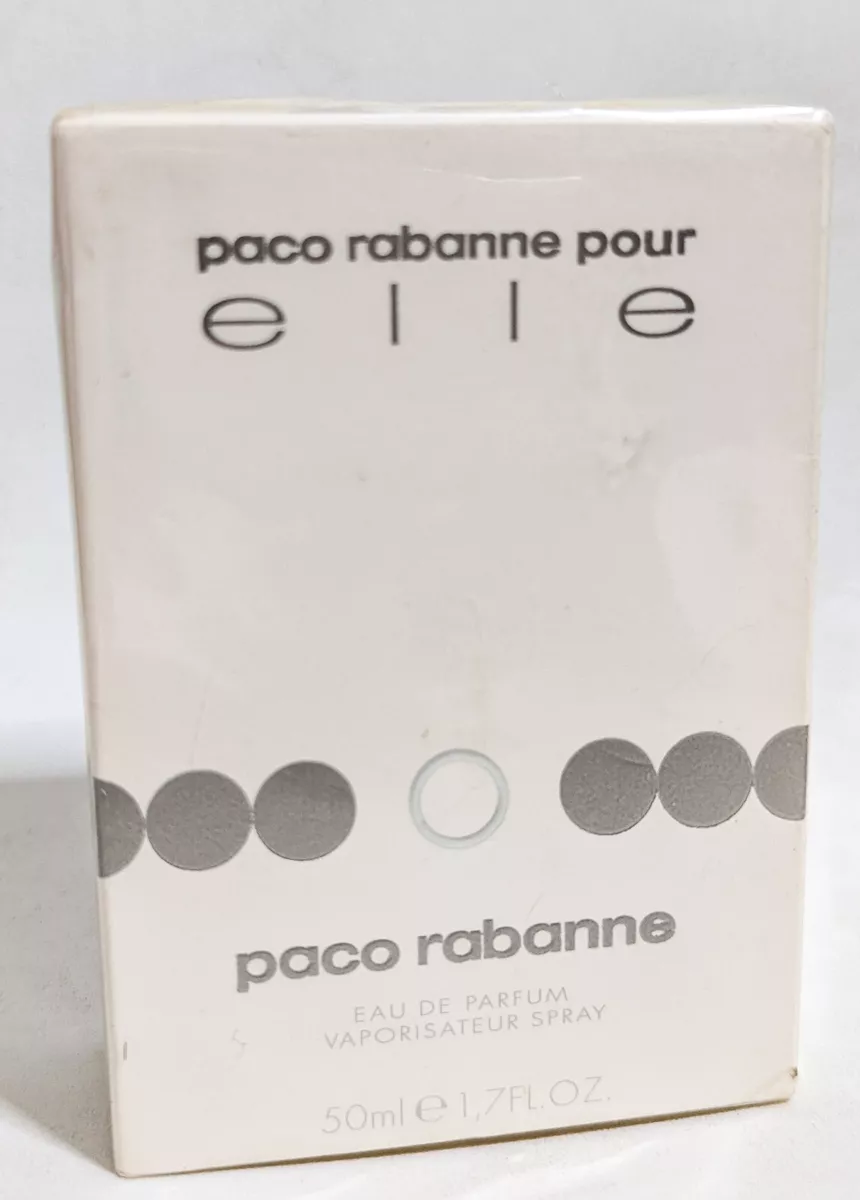 paco rabanne pour
elle
paco rabanne
EAU DE PARFUM
VAPORISATEUR SPRAY
50ml e 1,7FL.OZ.